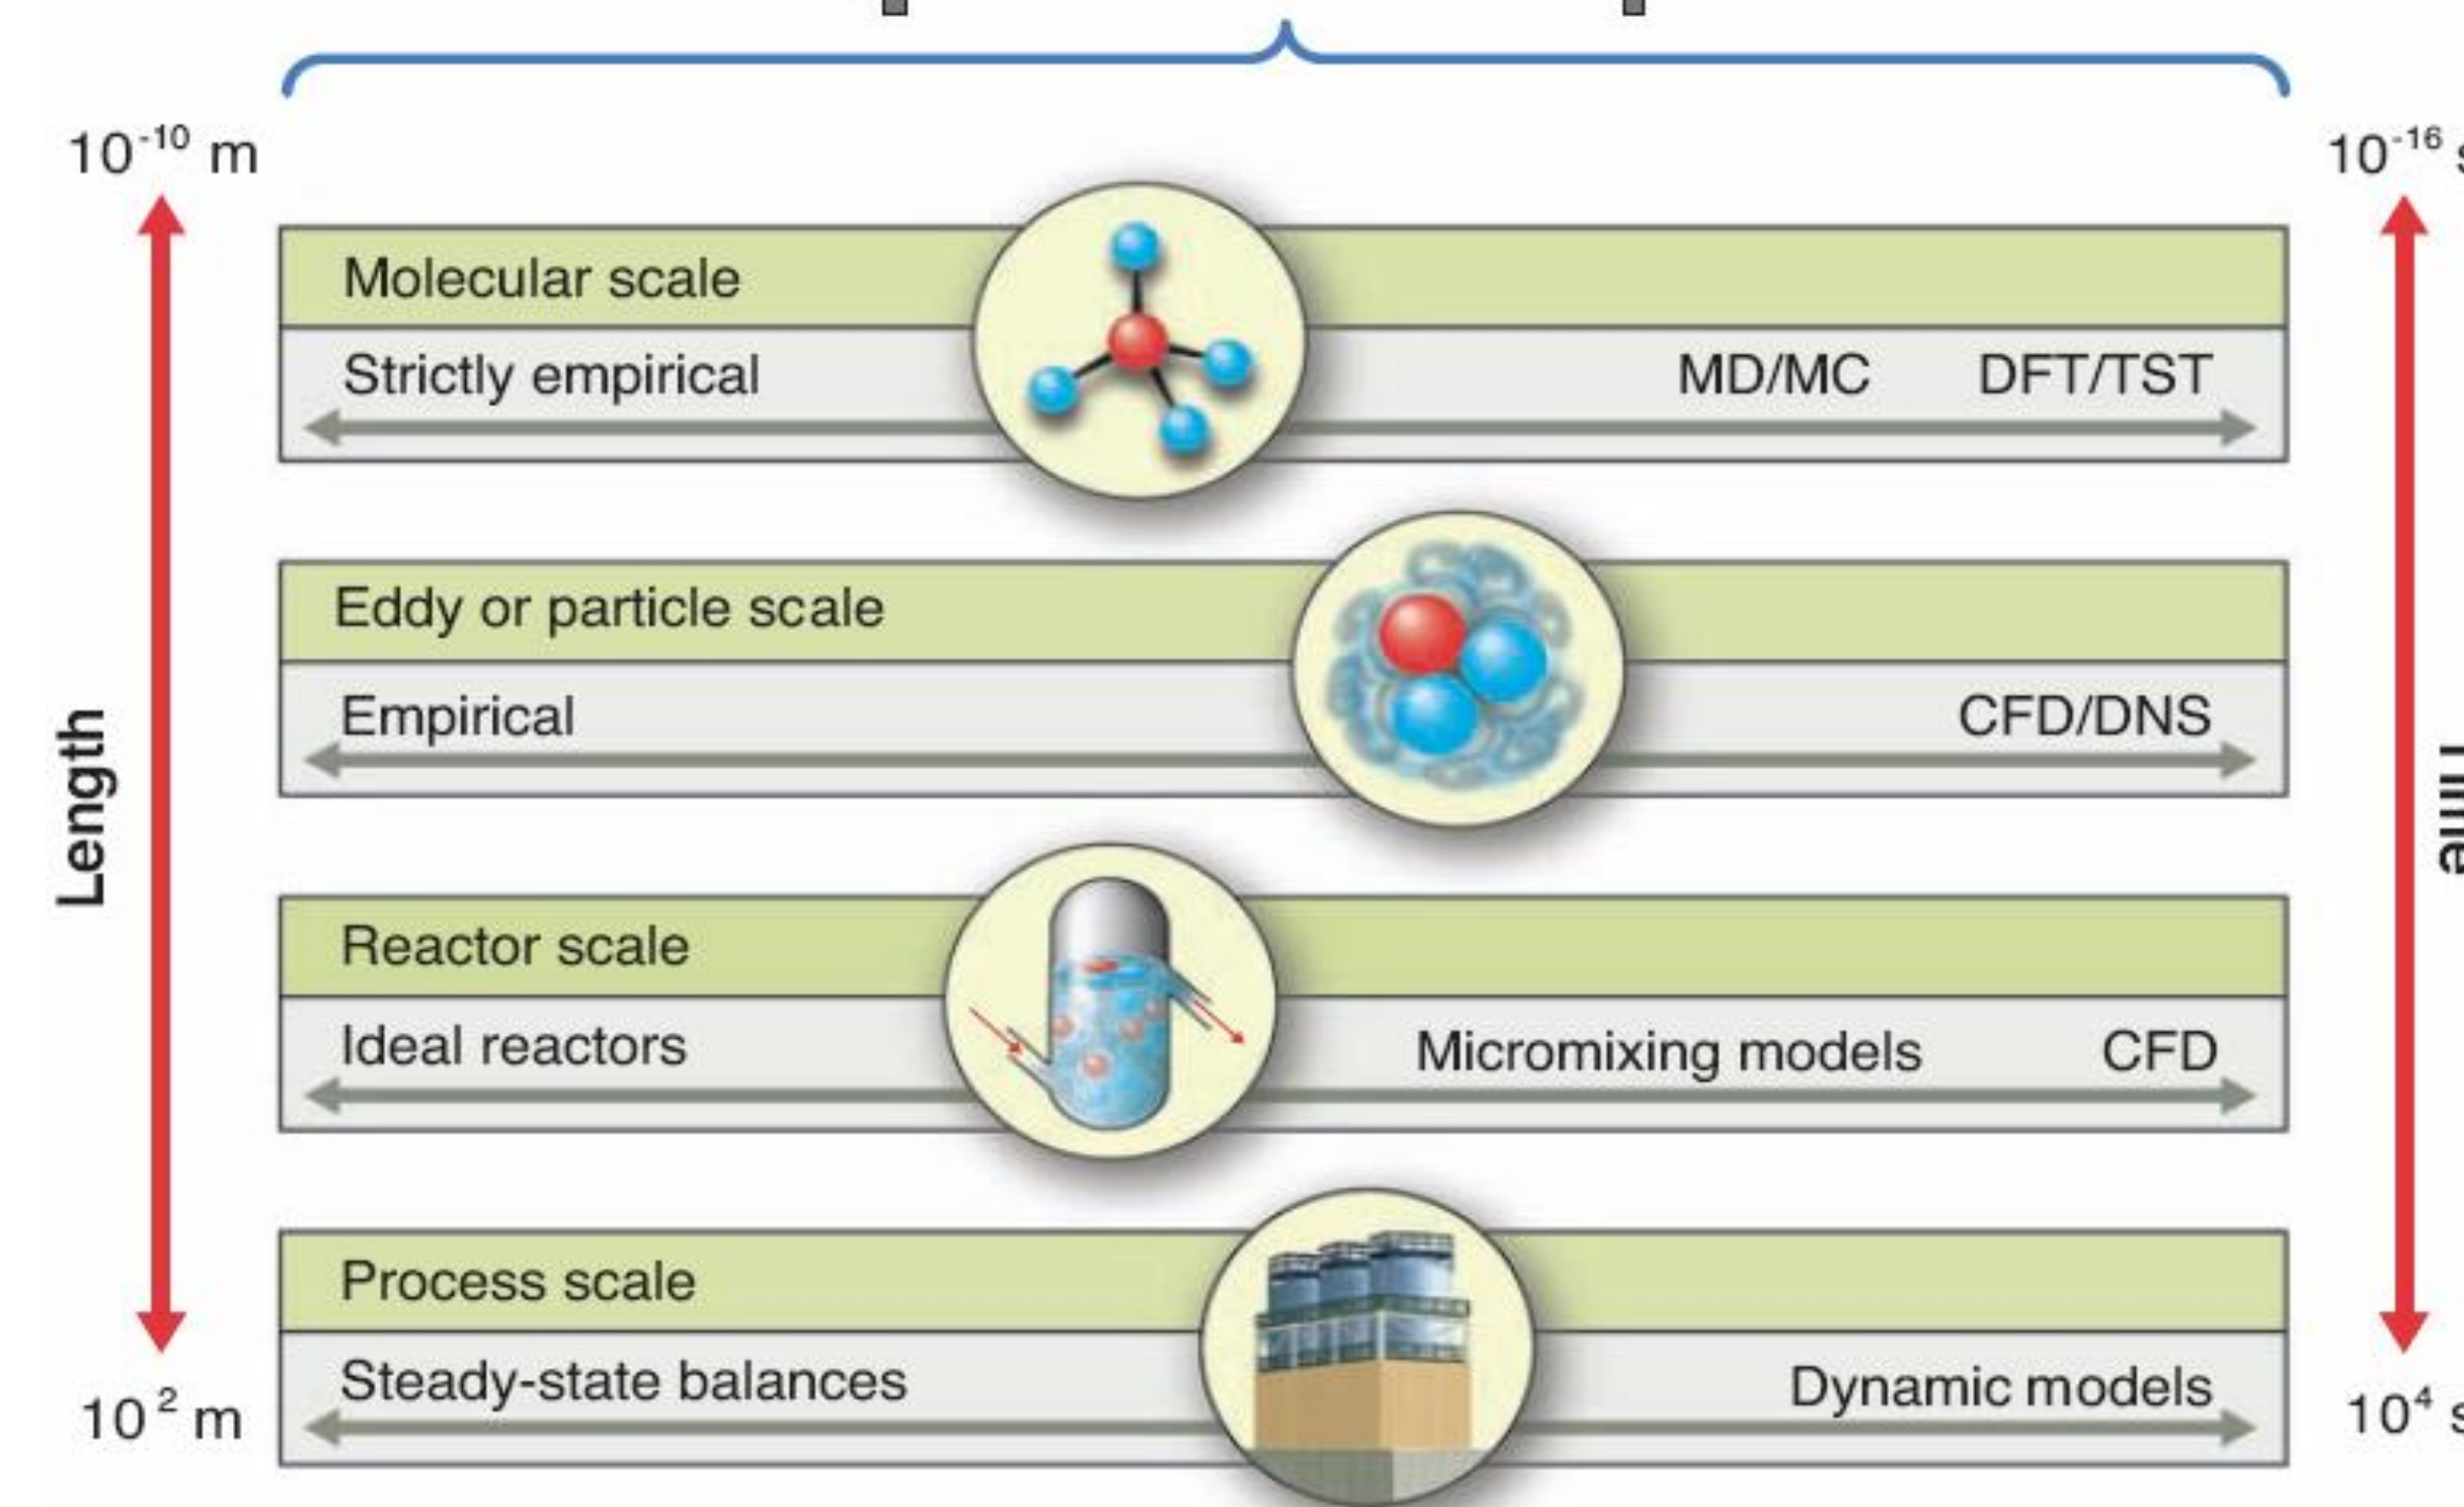 10⁻¹⁰ m
10⁻¹⁶ s
Molecular scale
Strictly empirical MD/MC DFT/TST
Eddy or particle scale
Empirical CFD/DNS
Length
Reactor scale
Ideal reactors Micromixing models CFD
Process scale
Steady-state balances Dynamic models
10² m
10⁴ s